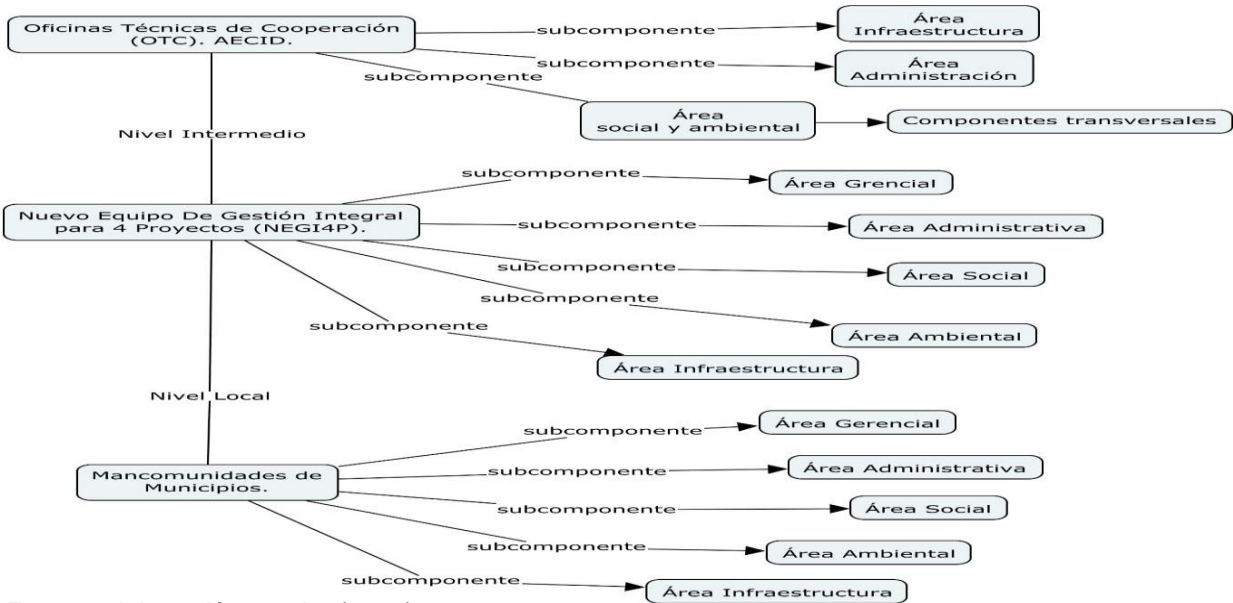 Oficinas Técnicas de Cooperación
(OTC). AECID.
subcomponente
Área
Infraestructura
subcomponente
Área
Administración
subcomponente
Área
social y ambiental
Componentes transversales
Nivel Intermedio
Nuevo Equipo De Gestión Integral
para 4 Proyectos (NEGI4P).
subcomponente
Área Grencial
subcomponente
Área Administrativa
subcomponente
Área Social
subcomponente
Área Ambiental
subcomponente
Área Infraestructura
Nivel Local
Mancomunidades de
Municipios.
subcomponente
Área Gerencial
subcomponente
Área Administrativa
subcomponente
Área Social
subcomponente
Área Ambiental
subcomponente
Área Infraestructura